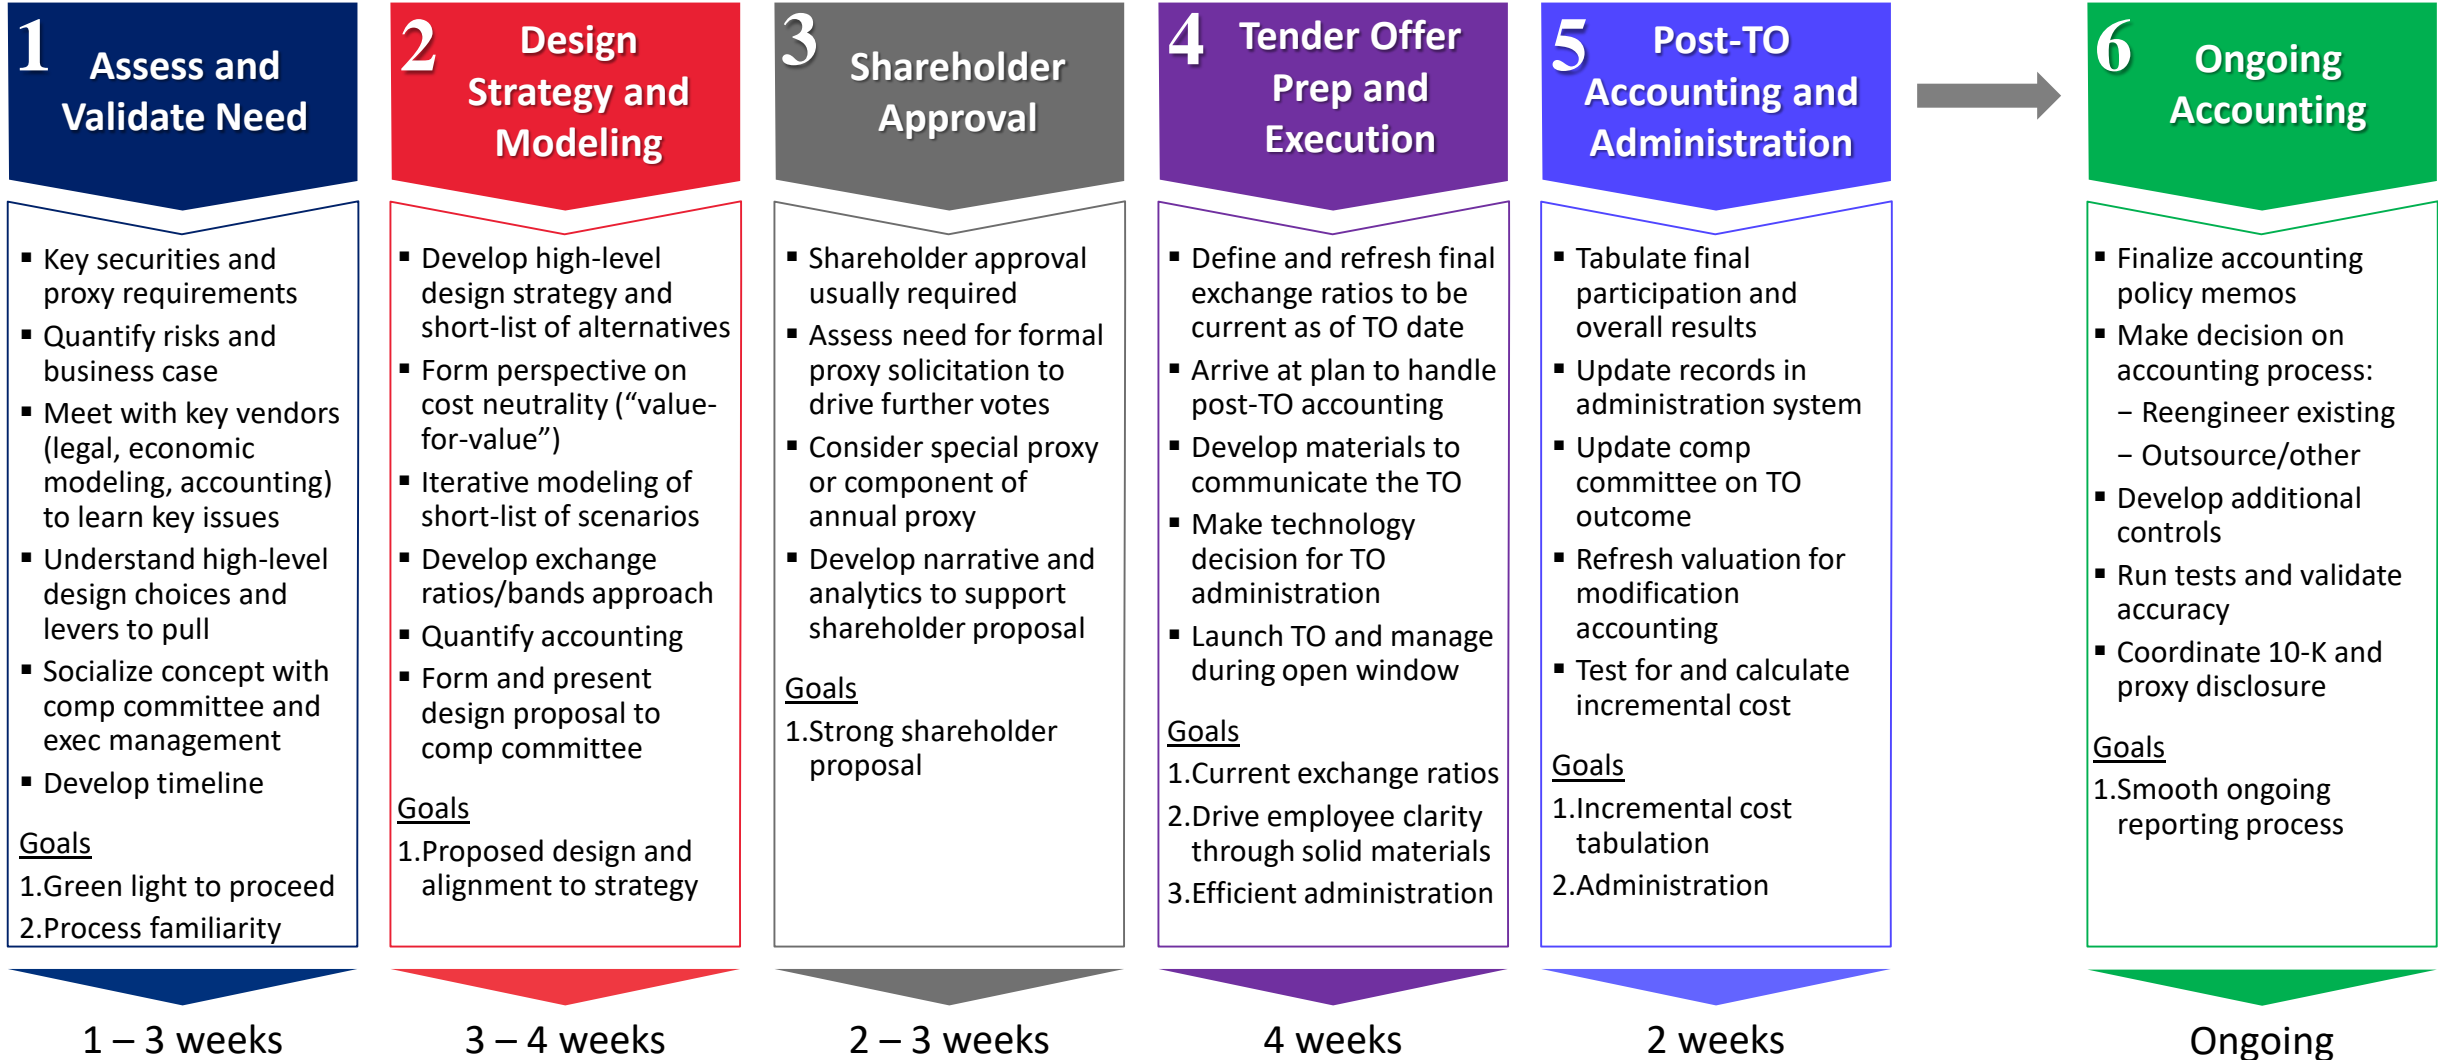 1
Assess and
Validate Need
▪ Key securities and
proxy requirements
▪ Quantify risks and
business case
▪ Meet with key vendors
(legal, economic
modeling, accounting)
to learn key issues
▪ Understand high-level
design choices and
levers to pull
▪ Socialize concept with
comp committee and
exec management
▪ Develop timeline
Goals
1.Green light to proceed
2.Process familiarity
1 – 3 weeks
2
Design
Strategy and
Modeling
▪ Develop high-level
design strategy and
short-list of alternatives
▪ Form perspective on
cost neutrality (“value-
for-value”)
▪ Iterative modeling of
short-list of scenarios
▪ Develop exchange
ratios/bands approach
▪ Quantify accounting
▪ Form and present
design proposal to
comp committee
Goals
1.Proposed design and
alignment to strategy
3 – 4 weeks
3
Shareholder
Approval
▪ Shareholder approval
usually required
▪ Assess need for formal
proxy solicitation to
drive further votes
▪ Consider special proxy
or component of
annual proxy
▪ Develop narrative and
analytics to support
shareholder proposal
Goals
1.Strong shareholder
proposal
2 – 3 weeks
4
Tender Offer
Prep and
Execution
▪ Define and refresh final
exchange ratios to be
current as of TO date
▪ Arrive at plan to handle
post-TO accounting
▪ Develop materials to
communicate the TO
▪ Make technology
decision for TO
administration
▪ Launch TO and manage
during open window
Goals
1.Current exchange ratios
2.Drive employee clarity
through solid materials
3.Efficient administration
4 weeks
5
Post-TO
Accounting and
Administration
▪ Tabulate final
participation and
overall results
▪ Update records in
administration system
▪ Update comp
committee on TO
outcome
▪ Refresh valuation for
modification
accounting
▪ Test for and calculate
incremental cost
Goals
1.Incremental cost
tabulation
2.Administration
2 weeks
6
Ongoing
Accounting
▪ Finalize accounting
policy memos
▪ Make decision on
accounting process:
– Reengineer existing
– Outsource/other
▪ Develop additional
controls
▪ Run tests and validate
accuracy
▪ Coordinate 10-K and
proxy disclosure
Goals
1.Smooth ongoing
reporting process
Ongoing